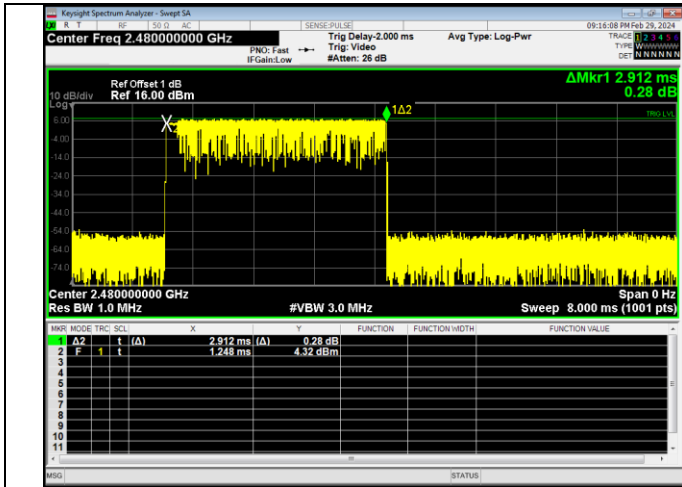 Keysight Spectrum Analyzer - Swept SA
R T RF 50 Ω AC SENSE:PULSE 09:16:08 PM Feb 29, 2024
Center Freq 2.480000000 GHz Trig Delay-2.000 ms Avg Type: Log-Pwr TRACE 1 2 3 4 5 6
PNO: Fast Trig: Video TYPE WWWWWW
IFGain:Low #Atten: 26 dB DET N N N N N N
ΔMkr1 2.912 ms
0.28 dB
Ref Offset 1 dB
10 dB/div Ref 16.00 dBm
Log
1Δ2
TRIG LVL
6.00
X2
-4.00
-14.0
-24.0
-34.0
-44.0
-54.0
-64.0
-74.0
Center 2.480000000 GHz Span 0 Hz
Res BW 1.0 MHz #VBW 3.0 MHz Sweep 8.000 ms (1001 pts)
MKR MODE TRC SCL X Y FUNCTION FUNCTION WIDTH FUNCTION VALUE
1 Δ2 t (Δ) 2.912 ms (Δ) 0.28 dB
2 F 1 t 1.248 ms 4.32 dBm
3
4
5
6
7
8
9
10
11
MSG STATUS